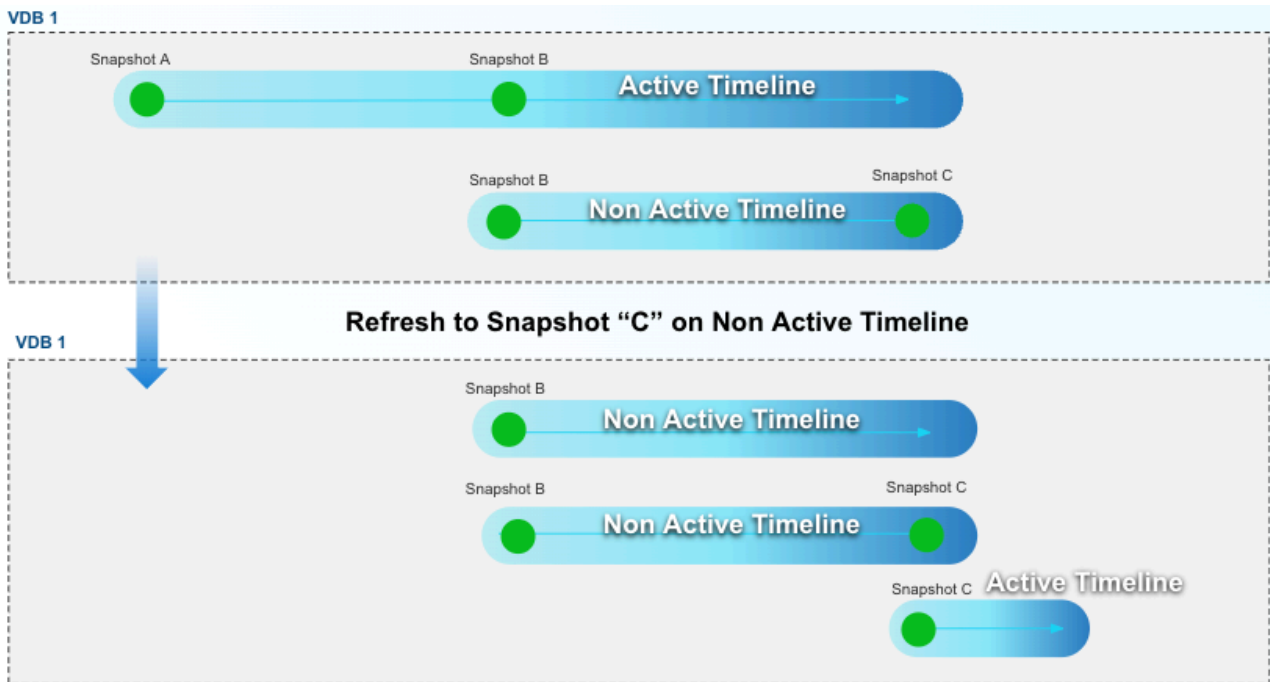 VDB 1
Snapshot A
Snapshot B
Active Timeline
Snapshot B
Snapshot C
Non Active Timeline
Refresh to Snapshot “C” on Non Active Timeline
VDB 1
Snapshot B
Non Active Timeline
Snapshot B
Snapshot C
Non Active Timeline
Snapshot C
Active Timeline